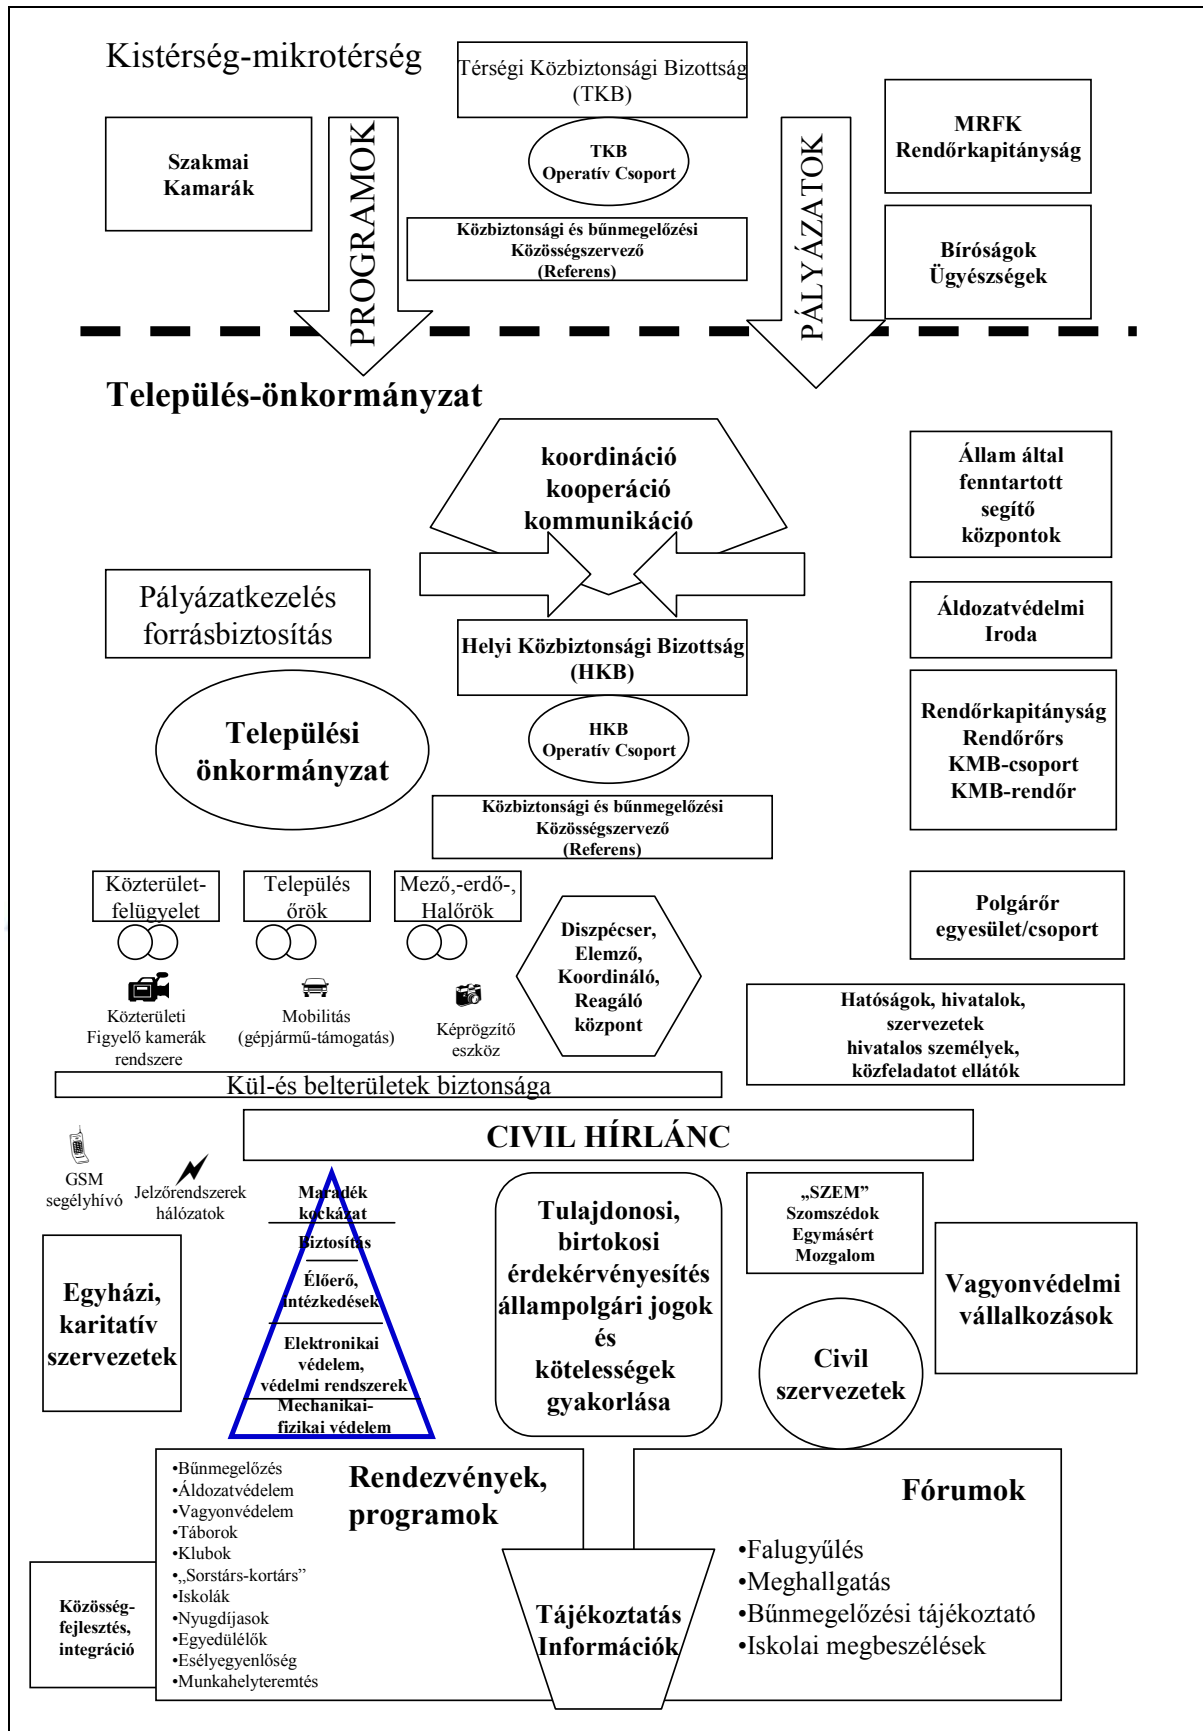 Kistérség-mikrotérség
Térségi Közbiztonsági Bizottság
(TKB)
TKB
Operatív Csoport
Közbiztonsági és bűnmegelőzési
Közösségszervező
(Referens)
Szakmai
Kamarák
PROGRAMOK
PÁLYÁZATOK
MRFK
Rendőrkapitányság
Bíróságok
Ügyészségek
Település-önkormányzat
koordináció
kooperáció
kommunikáció
Állam által
fenntartott
segítő
központok
Pályázatkezelés
forrásbiztosítás
Helyi Közbiztonsági Bizottság
(HKB)
Áldozatvédelmi
Iroda
Települési
önkormányzat
HKB
Operatív Csoport
Rendőrkapitányság
Rendőrőrs
KMB-csoport
KMB-rendőr
Közbiztonsági és bűnmegelőzési
Közösségszervező
(Referens)
Közterület-
felügyelet
Település
őrök
Mező,-erdő-,
Halőrök
Diszpécser,
Elemző,
Koordináló,
Reagáló
központ
Polgárőr
egyesület/csoport
Közterületi
Figyelő kamerák
rendszere
Mobilitás
(gépjármű-támogatás)
Képrögzítő
eszköz
Hatóságok, hivatalok,
szervezetek
hivatalos személyek,
közfeladatot ellátók
Kül-és belterületek biztonsága
CIVIL HÍRLÁNC
GSM
segélyhívó
Jelzőrendszerek
hálózatok
Maradék
kockázat
Biztosítás
Élőerő,
intézkedések
Elektronikai
védelem,
védelmi rendszerek
Mechanikai-
fizikai védelem
Tulajdonosi,
birtokosi
érdekérvényesítés
állampolgári jogok
és
kötelességek
gyakorlása
„SZEM”
Szomszédok
Egymásért
Mozgalom
Egyházi,
karitatív
szervezetek
Civil
szervezetek
Vagyonvédelmi
vállalkozások
Rendezvények,
programok
•Bűnmegelőzés
•Áldozatvédelem
•Vagyonvédelem
•Táborok
•Klubok
•„Sorstárs-kortárs”
•Iskolák
•Nyugdíjasok
•Egyedülélők
•Esélyegyenlőség
•Munkahelyteremtés
Közösség-
fejlesztés,
integráció
Tájékoztatás
Információk
Fórumok
•Falugyűlés
•Meghallgatás
•Bűnmegelőzési tájékoztató
•Iskolai megbeszélések